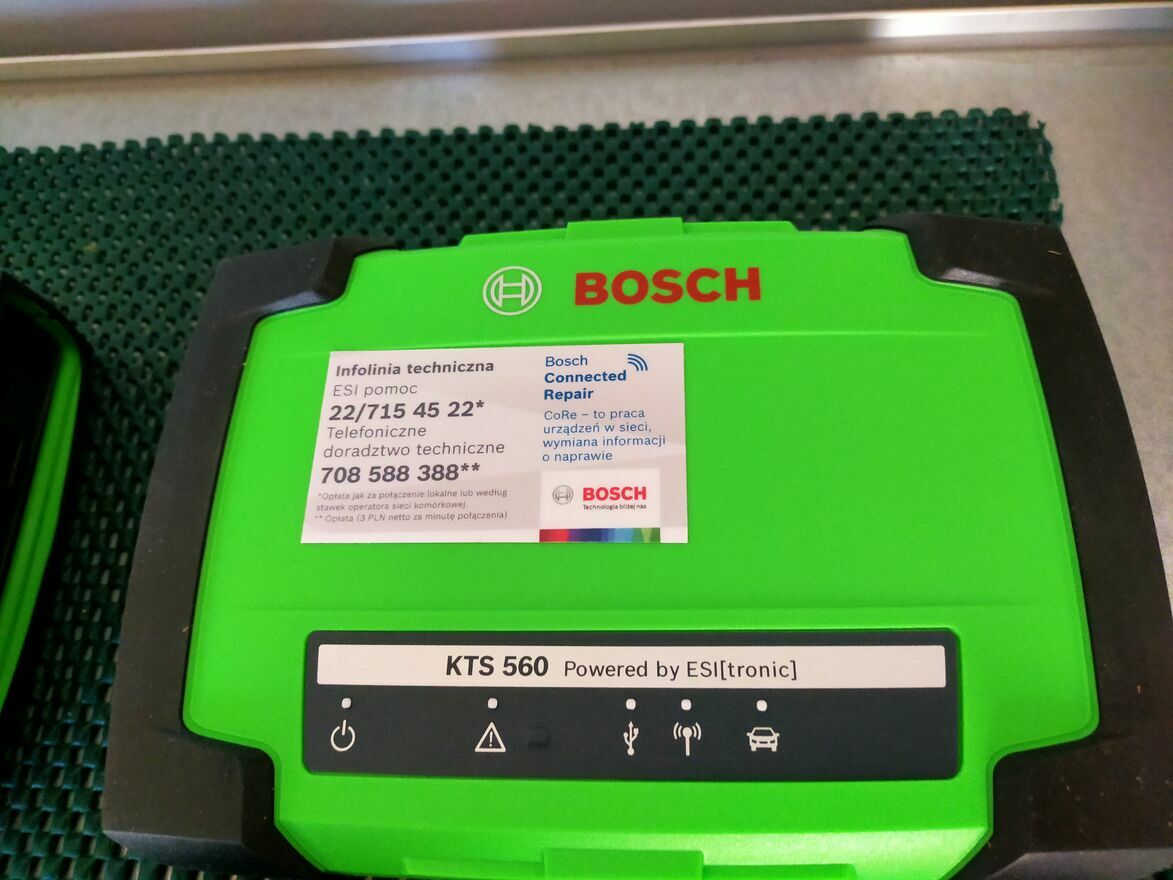 BOSCH
Infolinia techniczna
ESI pomoc
22/715 45 22*
Telefoniczne
doradztwo techniczne
708 588 388**
*Opłata jak za połączenie lokalne lub według
stawek operatora sieci komórkowej.
** Opłata (3 PLN netto za minutę połączenia)
Bosch
Connected
Repair
CoRe – to praca
urządzeń w sieci,
wymiana informacji
o naprawie
BOSCH
Technologia bliżej nas
KTS 560 Powered by ESI[tronic]